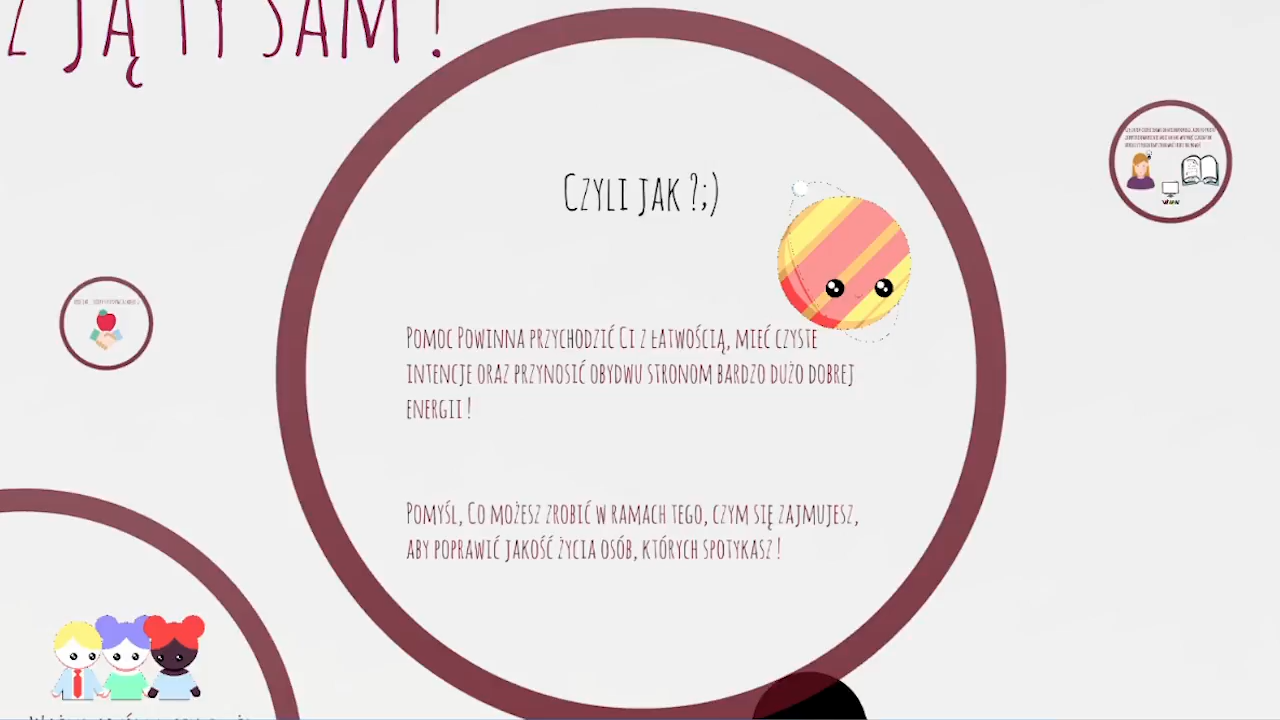 z ją ty sam !
Czyli jak ?;)
Pomoc Powinna przychodzić Ci z łatwością, mieć czyste
intencje oraz przynosić obydwu stronom bardzo dużo dobrej
energii !
Pomyśl, Co możesz zrobić w ramach tego, czym się zajmujesz,
aby poprawić jakość życia osób, których spotykasz !